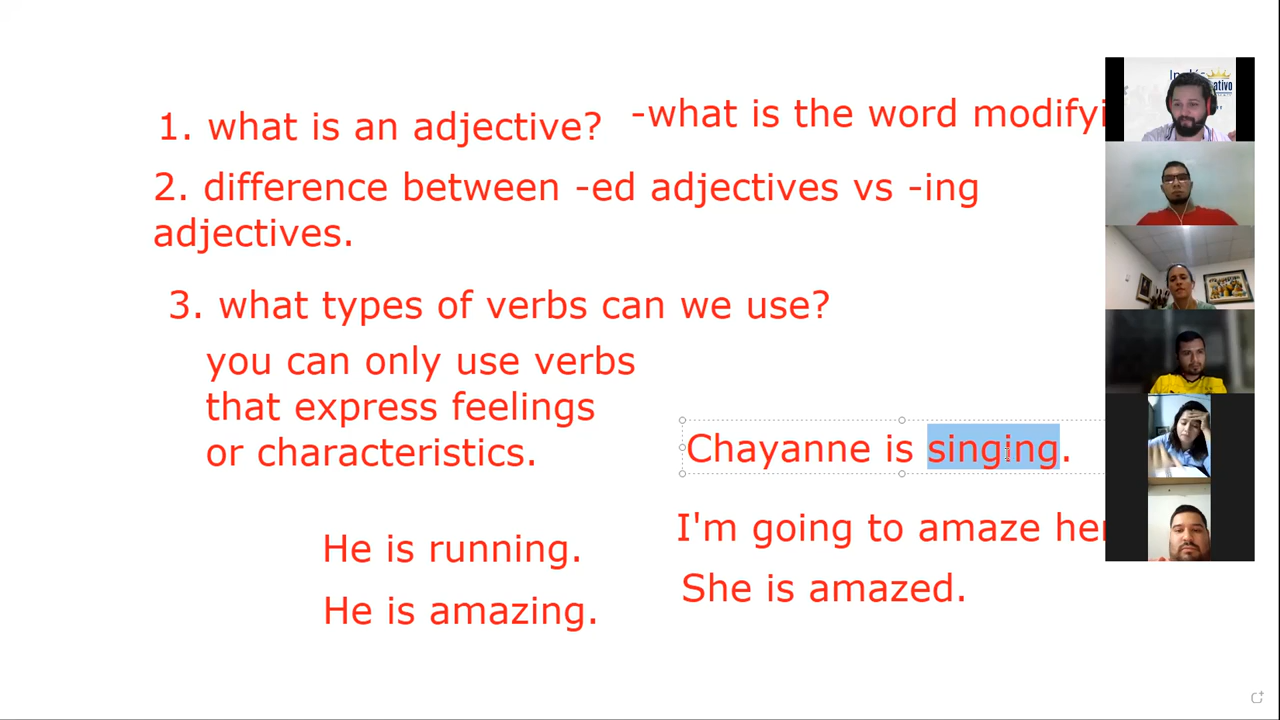 1. what is an adjective?
-what is the word
2. difference between -ed adjectives vs -ing
adjectives.
3. what types of verbs can we use?
you can only use verbs
that express feelings
or characteristics.
Chayanne is singing.
I'm going to amaze
He is running.
She is amazed.
He is amazing.